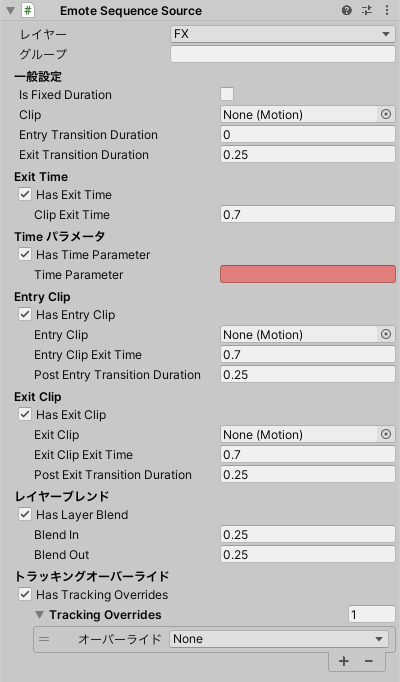 Emote Sequence Source
レイヤー FX
グループ
一般設定
Is Fixed Duration
Clip None (Motion)
Entry Transition Duration 0
Exit Transition Duration 0.25
Exit Time
Has Exit Time
Clip Exit Time 0.7
Time パラメータ
Has Time Parameter
Time Parameter
Entry Clip
Has Entry Clip
Entry Clip None (Motion)
Entry Clip Exit Time 0.7
Post Entry Transition Duration 0.25
Exit Clip
Has Exit Clip
Exit Clip None (Motion)
Exit Clip Exit Time 0.7
Post Exit Transition Duration 0.25
レイヤーブレンド
Has Layer Blend
Blend In 0.25
Blend Out 0.25
トラッキングオーバーライド
Has Tracking Overrides
Tracking Overrides 1
オーバーライド None
+ −